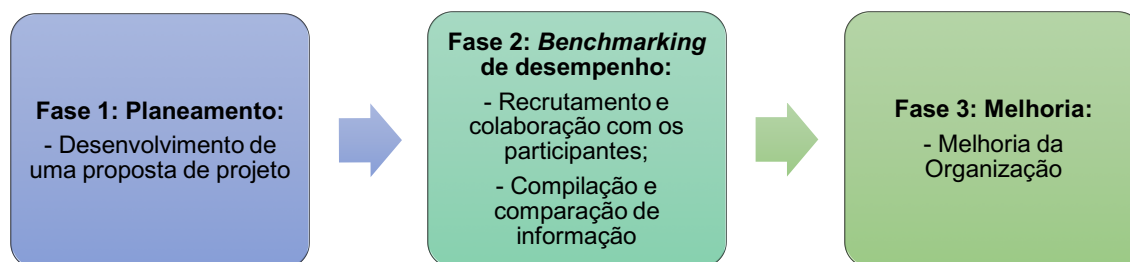 Fase 1: Planeamento:
- Desenvolvimento de
uma proposta de projeto
Fase 2: Benchmarking
de desempenho:
- Recrutamento e
colaboração com os
participantes;
- Compilação e
comparação de
informação
Fase 3: Melhoria:
- Melhoria da
Organização